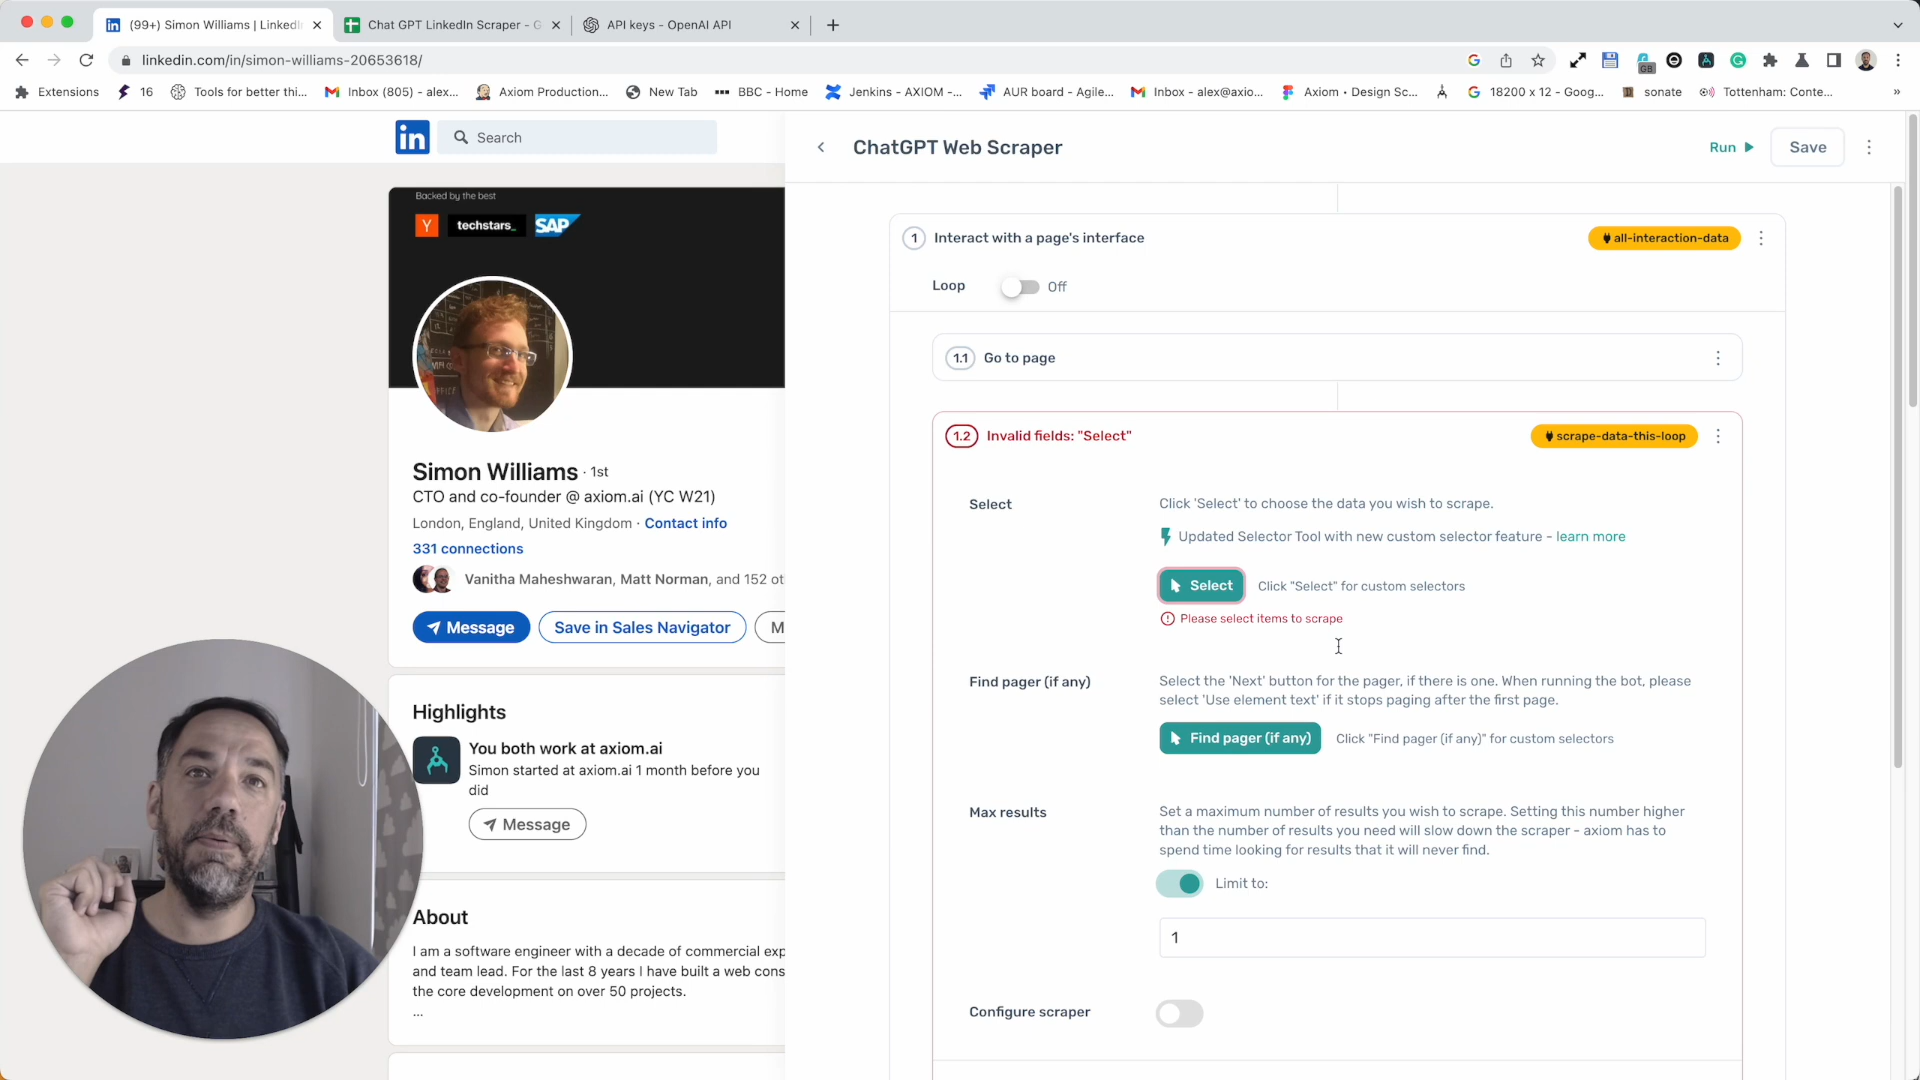 (99+) Simon Williams | LinkedIn
Chat GPT LinkedIn Scraper - G
API keys - OpenAI API
linkedin.com/in/simon-williams-20653618/
GB
Extensions
16
Tools for better thi...
Inbox (805) - alex...
Axiom Production...
New Tab
BBC - Home
Jenkins - AXIOM -...
AUR board - Agile...
Inbox - alex@axio...
Axiom • Design Sc...
18200 x 12 - Goog...
sonate
Tottenham: Conte...
»
in
Search
ChatGPT Web Scraper
Run
Save
Backed by the best
Y
techstars_
SAP
Simon Williams · 1st
CTO and co-founder @ axiom.ai (YC W21)
London, England, United Kingdom · Contact info
331 connections
Vanitha Maheshwaran, Matt Norman, and 152 ot
Message
Save in Sales Navigator
M
Highlights
You both work at axiom.ai
Simon started at axiom.ai 1 month before you
did
Message
About
I am a software engineer with a decade of commercial exp
and team lead. For the last 8 years I have built a web cons
the core development on over 50 projects.
...
1 Interact with a page's interface
all-interaction-data
Loop
Off
1.1 Go to page
1.2 Invalid fields: "Select"
scrape-data-this-loop
Select
Click 'Select' to choose the data you wish to scrape.
Updated Selector Tool with new custom selector feature - learn more
Select
Click "Select" for custom selectors
Please select items to scrape
Find pager (if any)
Select the 'Next' button for the pager, if there is one. When running the bot, please
select 'Use element text' if it stops paging after the first page.
Find pager (if any)
Click "Find pager (if any)" for custom selectors
Max results
Set a maximum number of results you wish to scrape. Setting this number higher
than the number of results you need will slow down the scraper - axiom has to
spend time looking for results that it will never find.
Limit to:
1
Configure scraper